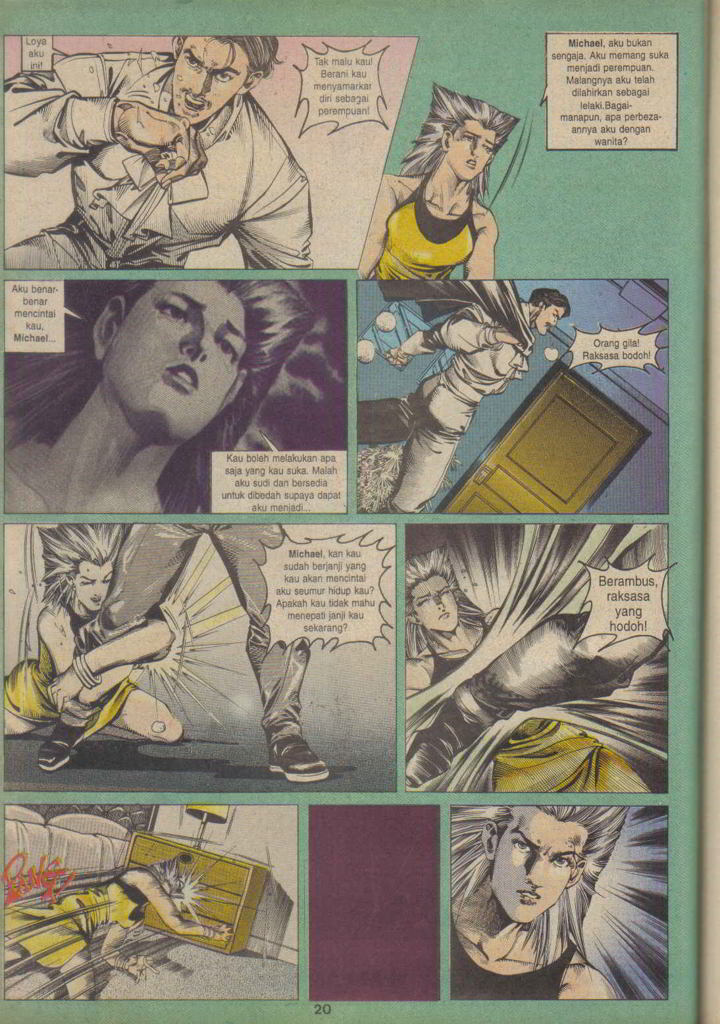 Loya
aku
ini!
Tak malu kau!
Berani kau
menyamarkan
diri sebagai
perempuan!
Michael, aku bukan
sengaja. Aku memang suka
menjadi perempuan.
Malangnya aku telah
dilahirkan sebagai
lelaki.Bagai-
manapun, apa perbeza-
annya aku dengan
wanita?
Aku benar-
benar
mencintai
kau,
Michael...
Kau boleh melakukan apa
saja yang kau suka. Malah
aku sudi dan bersedia
untuk dibedah supaya dapat
aku menjadi...
Orang gila!
Raksasa bodoh!
Michael, kan kau
sudah berjanji yang
kau akan mencintai
aku seumur hidup kau?
Apakah kau tidak mahu
menepati janji kau
sekarang?
Berambus,
raksasa
yang
hodoh!
PANG
20